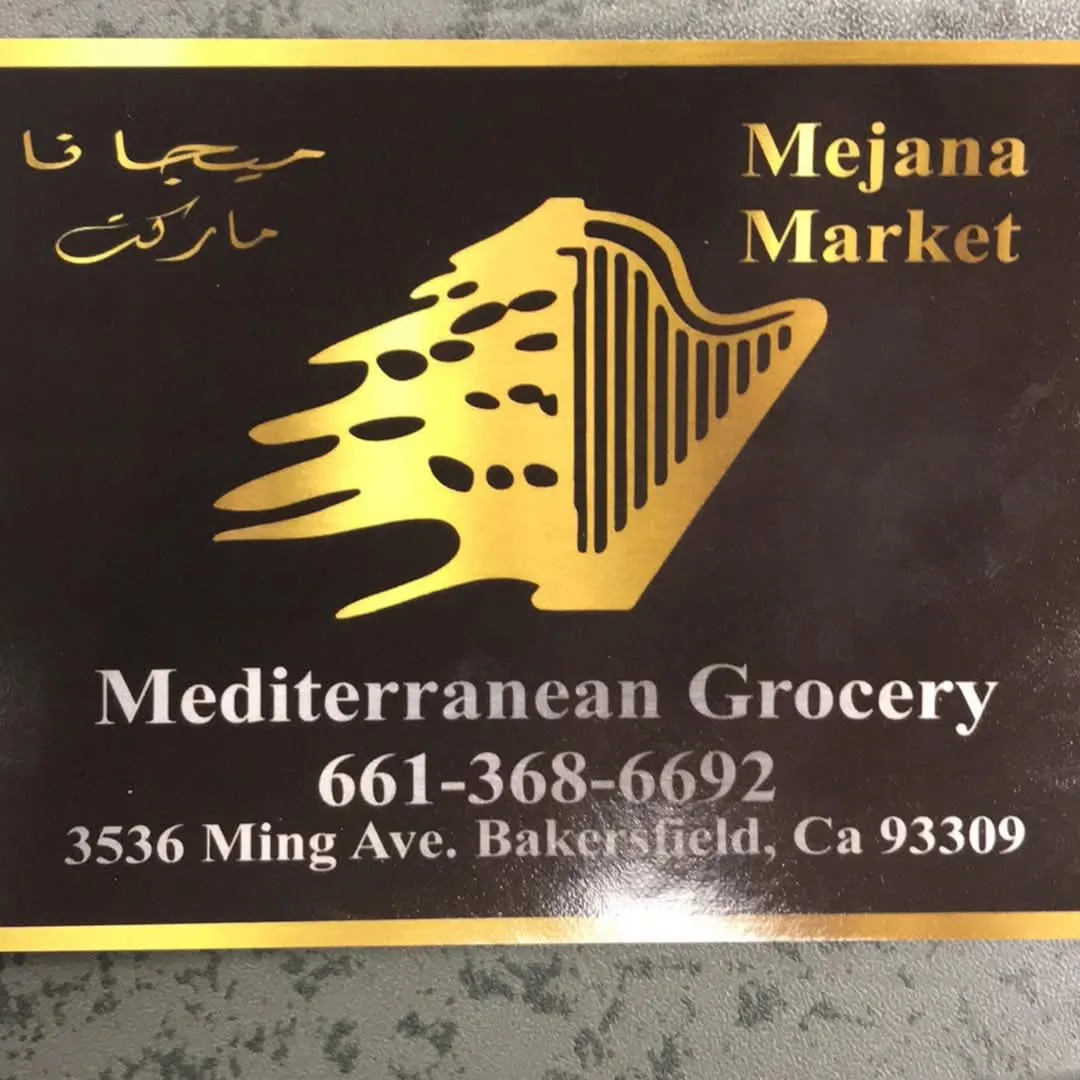 ميجانا
ماركت
Mejana
Market
Mediterranean Grocery
661-368-6692
3536 Ming Ave. Bakersfield, Ca 93309